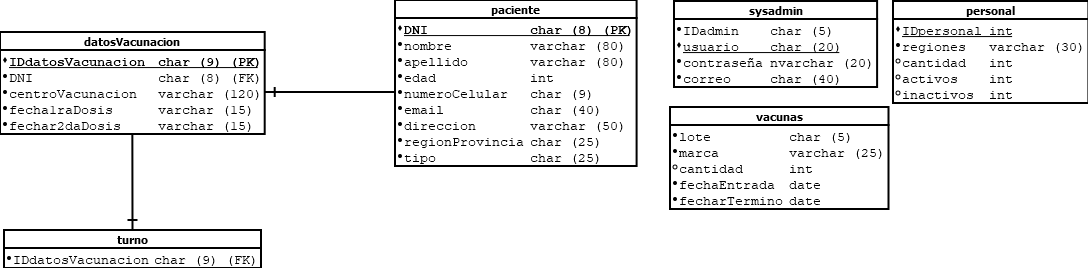 datosVacunacion
IDdatosVacunacion char (9) (PK)
DNI char (8) (FK)
centroVacunacion varchar (120)
fecha1raDosis varchar (15)
fechar2daDosis varchar (15)
paciente
DNI char (8) (PK)
nombre varchar (80)
apellido varchar (80)
edad int
numeroCelular char (9)
email char (40)
direccion varchar (50)
regionProvincia char (25)
tipo char (25)
sysadmin
IDadmin char (5)
usuario char (20)
contraseña nvarchar (20)
correo char (40)
personal
IDpersonal int
regiones varchar (30)
cantidad int
activos int
inactivos int
vacunas
lote char (5)
marca varchar (25)
cantidad int
fechaEntrada date
fecharTermino date
turno
IDdatosVacunacion char (9) (FK)